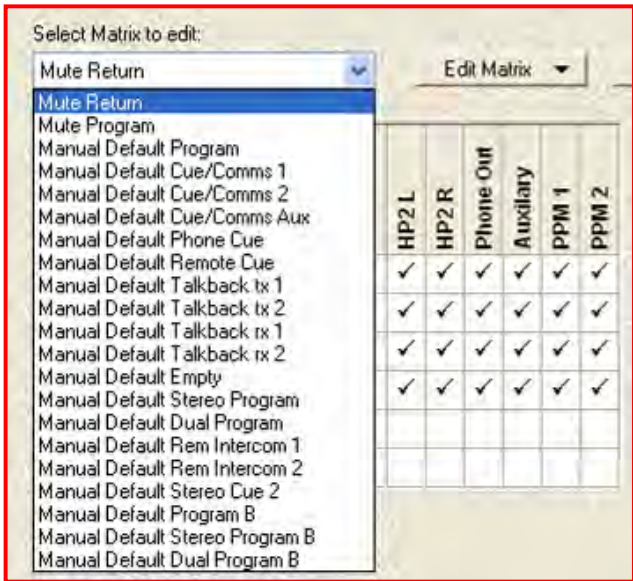 Select Matrix to edit:
Mute Return
Edit Matrix
Mute Return
Mute Program
Manual Default Program
Manual Default Cue/Comms 1
Manual Default Cue/Comms 2
Manual Default Cue/Comms Aux
Manual Default Phone Cue
Manual Default Remote Cue
Manual Default Talkback tx 1
Manual Default Talkback tx 2
Manual Default Talkback rx 1
Manual Default Talkback rx 2
Manual Default Empty
Manual Default Stereo Program
Manual Default Dual Program
Manual Default Rem Intercom 1
Manual Default Rem Intercom 2
Manual Default Stereo Cue 2
Manual Default Program B
Manual Default Stereo Program B
Manual Default Dual Program B
HP2 L
HP2 R
Phone Out
Auxilary
PPM 1
PPM 2